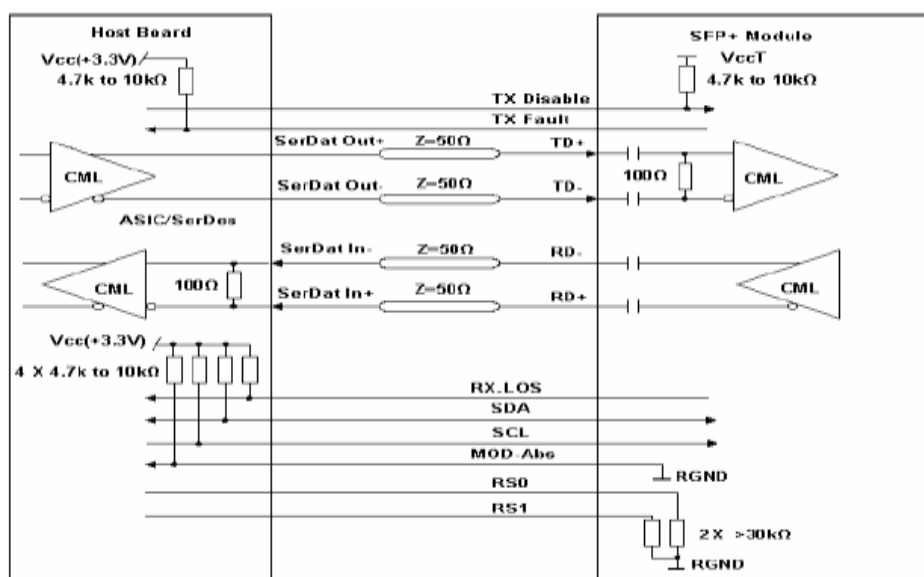 Host Board
SFP+ Module
Vcc(+3.3V)
4.7k to 10kΩ
VccT
4.7k to 10kΩ
TX Disable
TX Fault
SerDat Out+
Z=50Ω
TD+
CML
100Ω
CML
SerDat Out-
Z=50Ω
TD-
ASIC/SerDes
SerDat In-
Z=50Ω
RD-
CML
100Ω
CML
SerDat In+
Z=50Ω
RD+
Vcc(+3.3V)
4 X 4.7k to 10kΩ
RX-LOS
SDA
SCL
MOD-Abs
RGND
RS0
RS1
2X >30kΩ
RGND